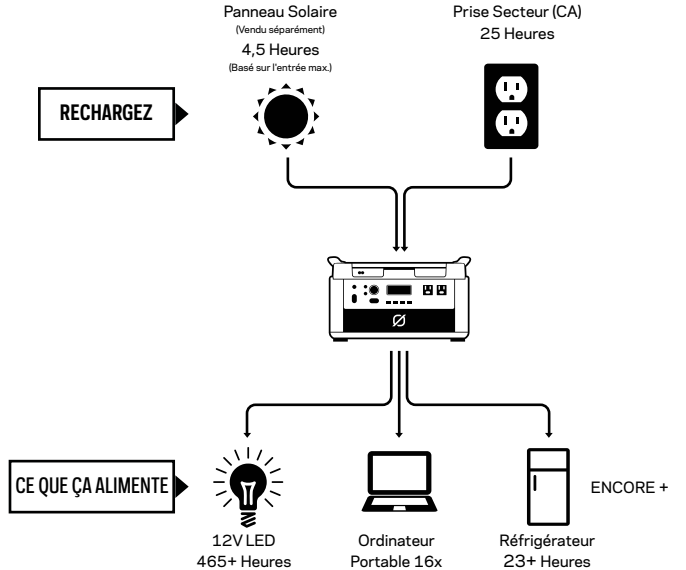 Panneau Solaire
(Vendu séparément)
4,5 Heures
(Basé sur l'entrée max.)
Prise Secteur (CA)
25 Heures
RECHARGEZ
CE QUE ÇA ALIMENTE
12V LED
465+ Heures
Ordinateur
Portable 16x
Réfrigérateur
23+ Heures
ENCORE +